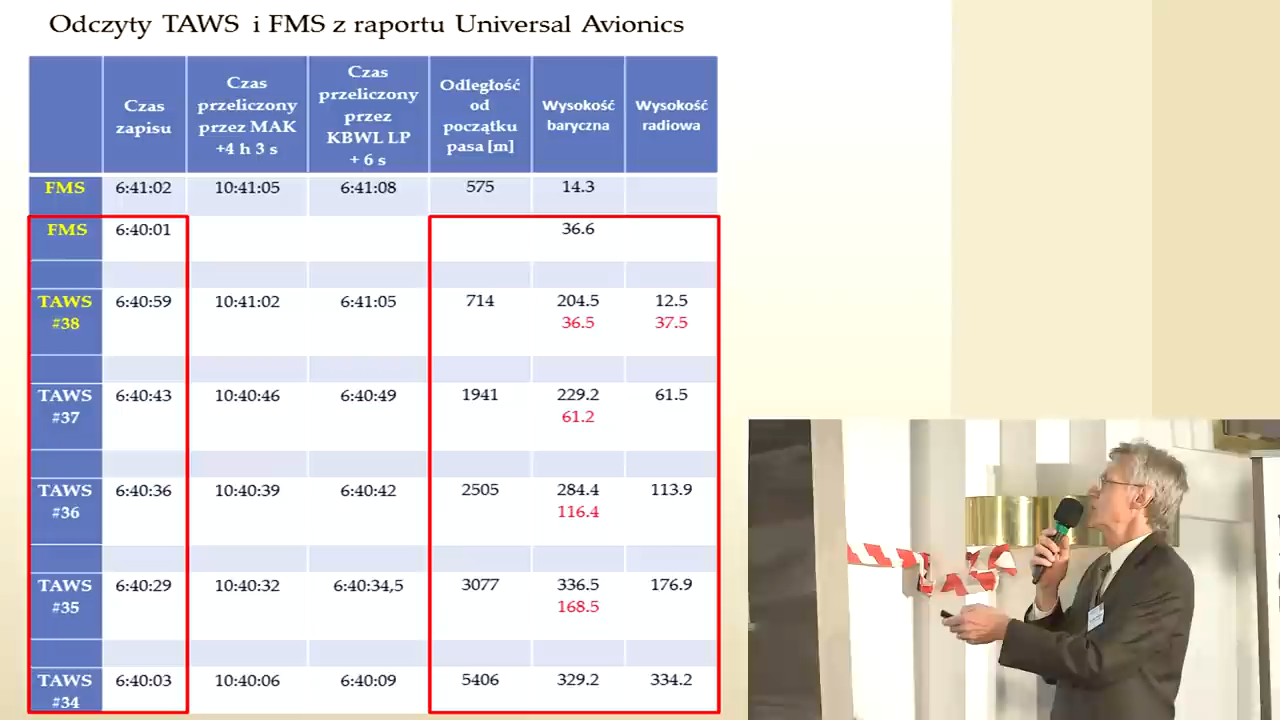 Odczyty TAWS i FMS z raportu Universal Avionics
Czas
zapisu
Czas
przeliczony
przez MAK
+4 h 3 s
Czas
przeliczony
przez
KBWL LP
+ 6 s
Odległość
od
początku
pasa [m]
Wysokość
baryczna
Wysokość
radiowa
FMS 6:41:02 10:41:05 6:41:08 575 14.3
FMS 6:40:01 36.6
TAWS 6:40:59 10:41:02 6:41:05 714 204.5 12.5
#38 36.5 37.5
TAWS 6:40:43 10:40:46 6:40:49 1941 229.2 61.5
#37 61.2
TAWS 6:40:36 10:40:39 6:40:42 2505 284.4 113.9
#36 116.4
TAWS 6:40:29 10:40:32 6:40:34,5 3077 336.5 176.9
#35 168.5
TAWS 6:40:03 10:40:06 6:40:09 5406 329.2 334.2
#34